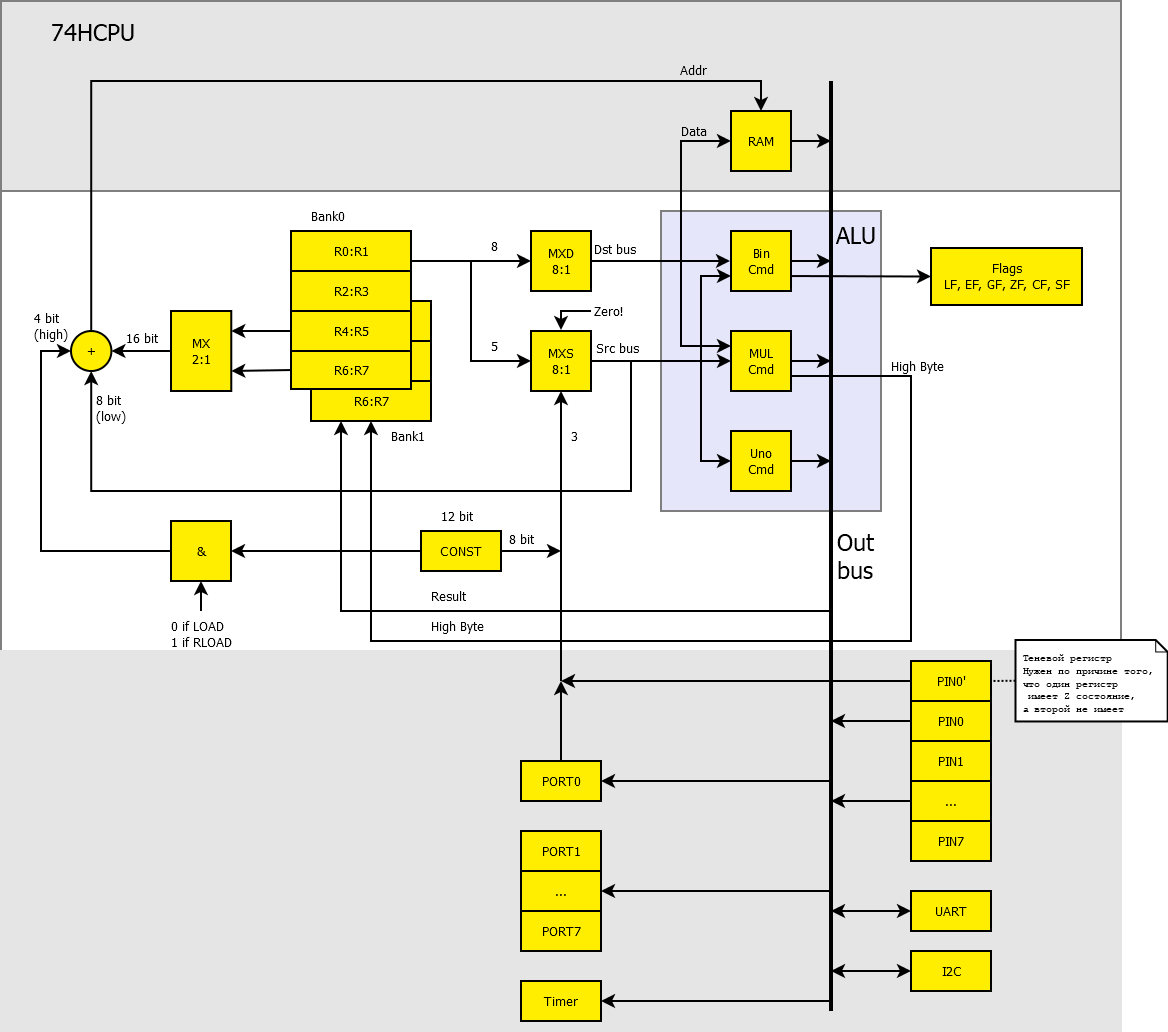 74HCPU
Addr
Data
RAM
Bank0
R0:R1
R2:R3
R4:R5
R6:R7
R6:R7
Bank1
8
5
MXD
8:1
Dst bus
Zero!
MXS
8:1
Src bus
3
ALU
Bin
Cmd
MUL
Cmd
Uno
Cmd
Flags
LF, EF, GF, ZF, CF, SF
High Byte
4 bit
(high)
+
16 bit
MX
2:1
8 bit
(low)
&
0 if LOAD
1 if RLOAD
12 bit
CONST
8 bit
Result
High Byte
Out
bus
PIN0'
PIN0
PIN1
...
PIN7
Теневой регистр
Нужен по причине того,
что один регистр
имеет Z состояние,
а второй не имеет
PORT0
PORT1
...
PORT7
Timer
UART
I2C